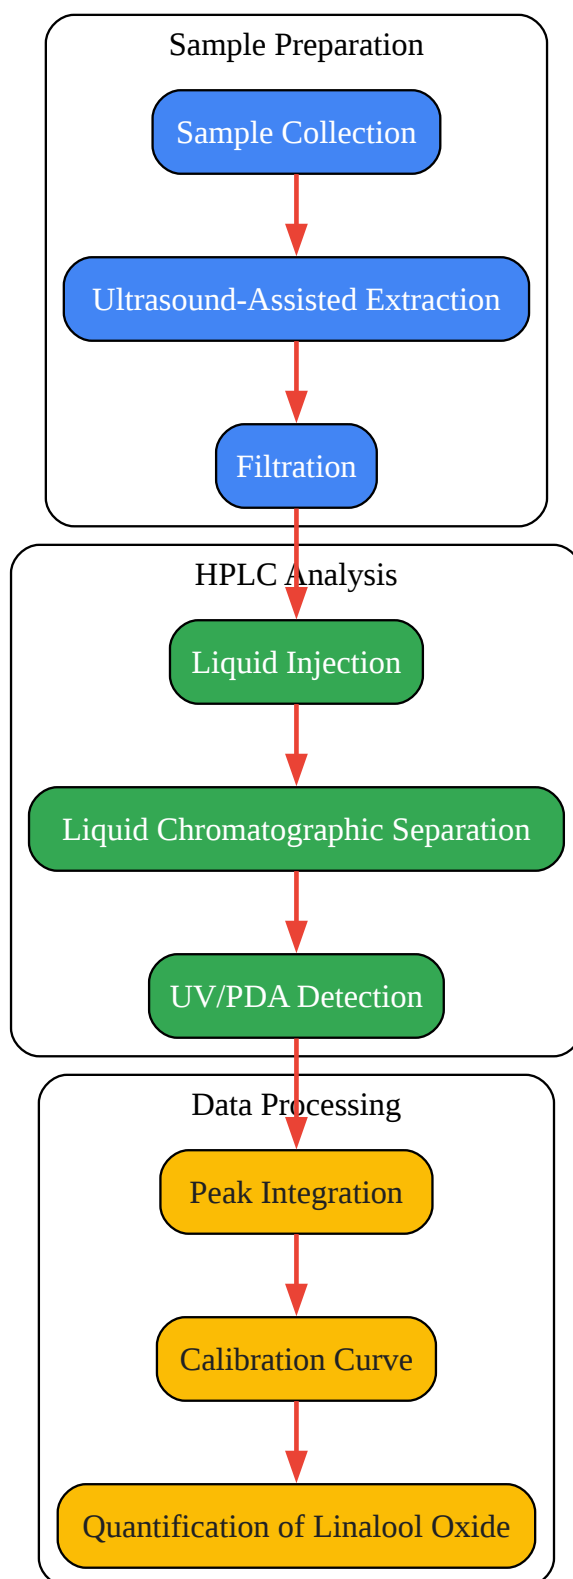 Sample Preparation
Sample Collection
Ultrasound-Assisted Extraction
Filtration
HPLC Analysis
Liquid Injection
Liquid Chromatographic Separation
UV/PDA Detection
Data Processing
Peak Integration
Calibration Curve
Quantification of Linalool Oxide